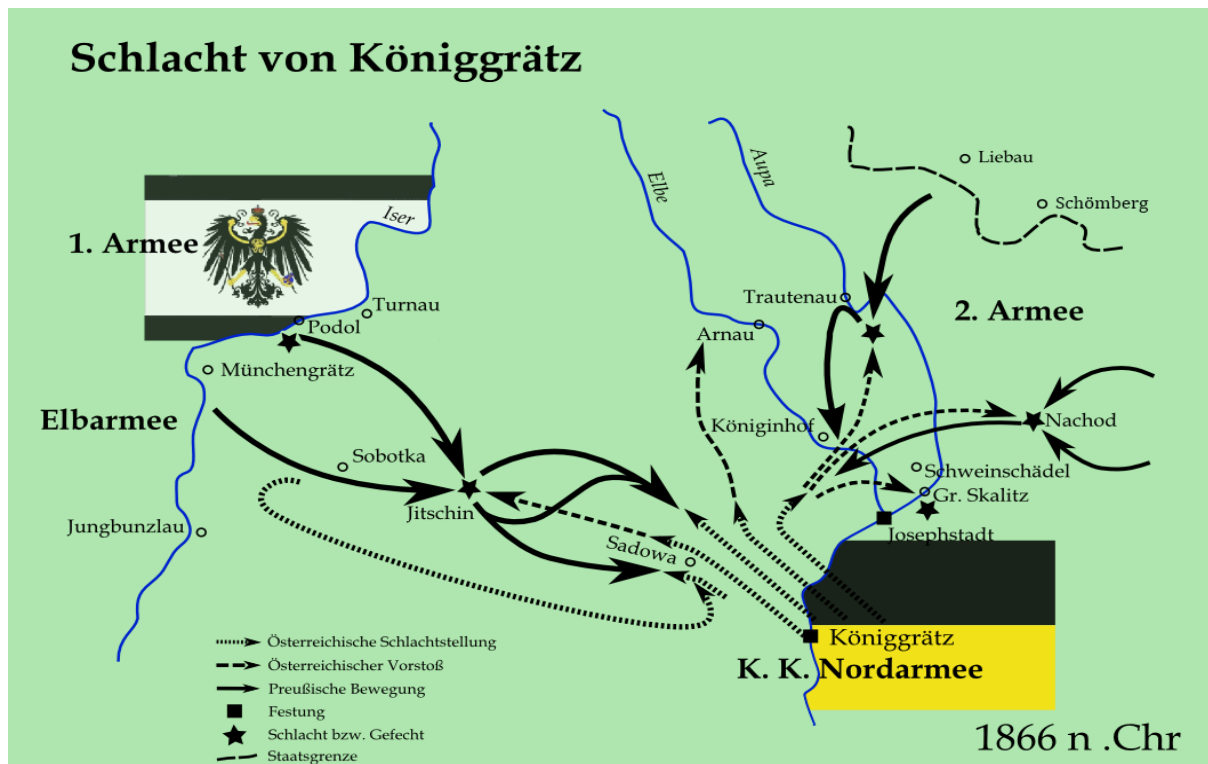 Schlacht von Königgrätz
Elbe
Aupa
Liebau
Schömberg
Iser
1. Armee
Turnau
Podol
Trautenau
2. Armee
Arnau
Münchengrätz
Elbarmee
Königinhof
Nachod
Sobotka
Schweinschädel
Gr. Skalitz
Jitschin
Jungbunzlau
Josephstadt
Sadowa
Königgrätz
K. K. Nordarmee
Österreichische Schlachtstellung
Österreichischer Vorstoß
Preußische Bewegung
Festung
Schlacht bzw. Gefecht
Staatsgrenze
1866 n .Chr